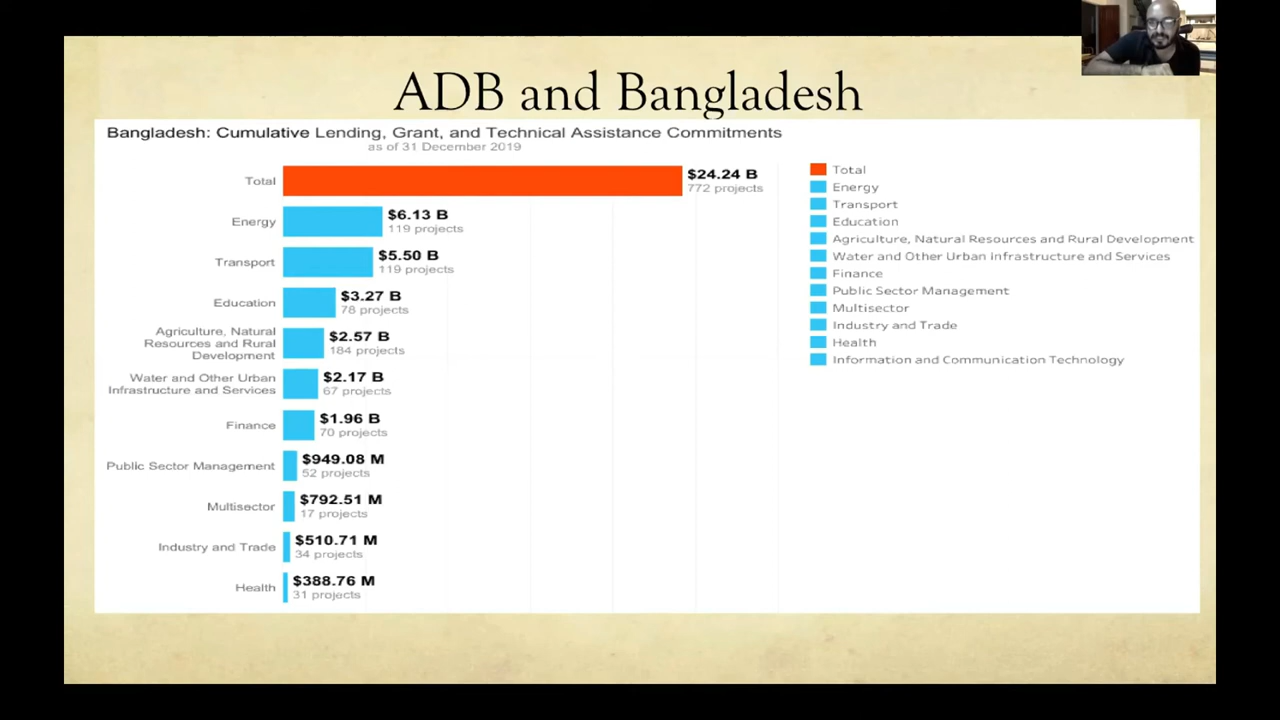 ADB and Bangladesh
Bangladesh: Cumulative Lending, Grant, and Technical Assistance Commitments
as of 31 December 2019
Total
$24.24 B
772 projects
Energy
$6.13 B
119 projects
Transport
$5.50 B
119 projects
Education
$3.27 B
78 projects
Agriculture, Natural
Resources and Rural
Development
$2.57 B
184 projects
Water and Other Urban
Infrastructure and Services
$2.17 B
67 projects
Finance
$1.96 B
70 projects
Public Sector Management
$949.08 M
52 projects
Multisector
$792.51 M
17 projects
Industry and Trade
$510.71 M
34 projects
Health
$388.76 M
31 projects
Total
Energy
Transport
Education
Agriculture, Natural Resources and Rural Development
Water and Other Urban Infrastructure and Services
Finance
Public Sector Management
Multisector
Industry and Trade
Health
Information and Communication Technology